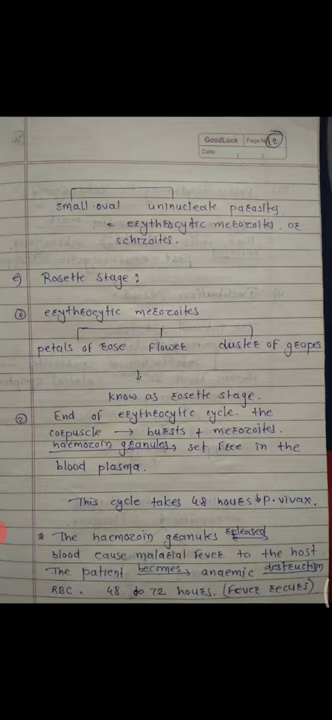 GoodLuck Page No 12
Date
small oval uninucleate parasites.
erythrocytic merozoites or
schizoites.
c) Rosette stage:
① erythrocytic merozoites
petals of rose flower cluster of grapes
↓
know as rosette stage.
② End of erythrocytic cycle the
corpuscle → bursts + merozoites.
haemozoin granules → set free in the
blood plasma.
This cycle takes 48 hours P. vivax.
* The haemozoin granules released
blood cause malarial fever to the host
The patient becomes → anaemic destruction
RBC. 48 to 72 hours. (fever recurs)